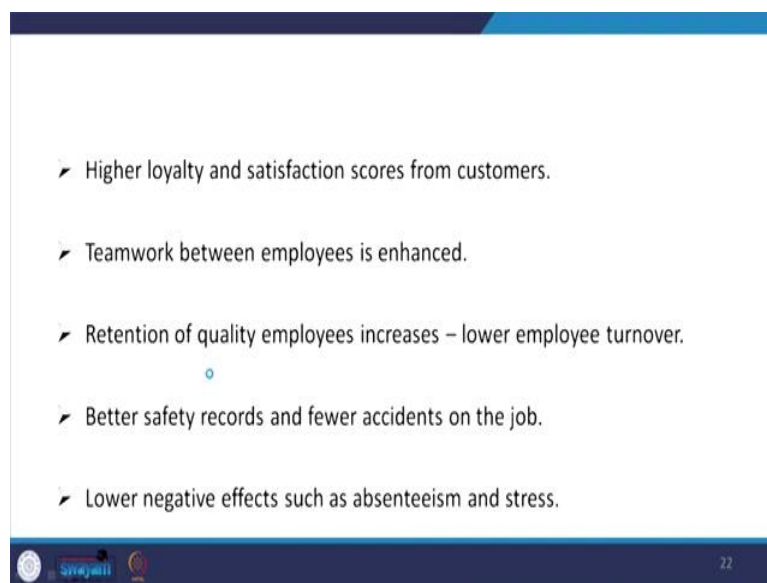 Higher loyalty and satisfaction scores from customers.
Teamwork between employees is enhanced.
Retention of quality employees increases – lower employee turnover.
Better safety records and fewer accidents on the job.
Lower negative effects such as absenteeism and stress.
swayam
22